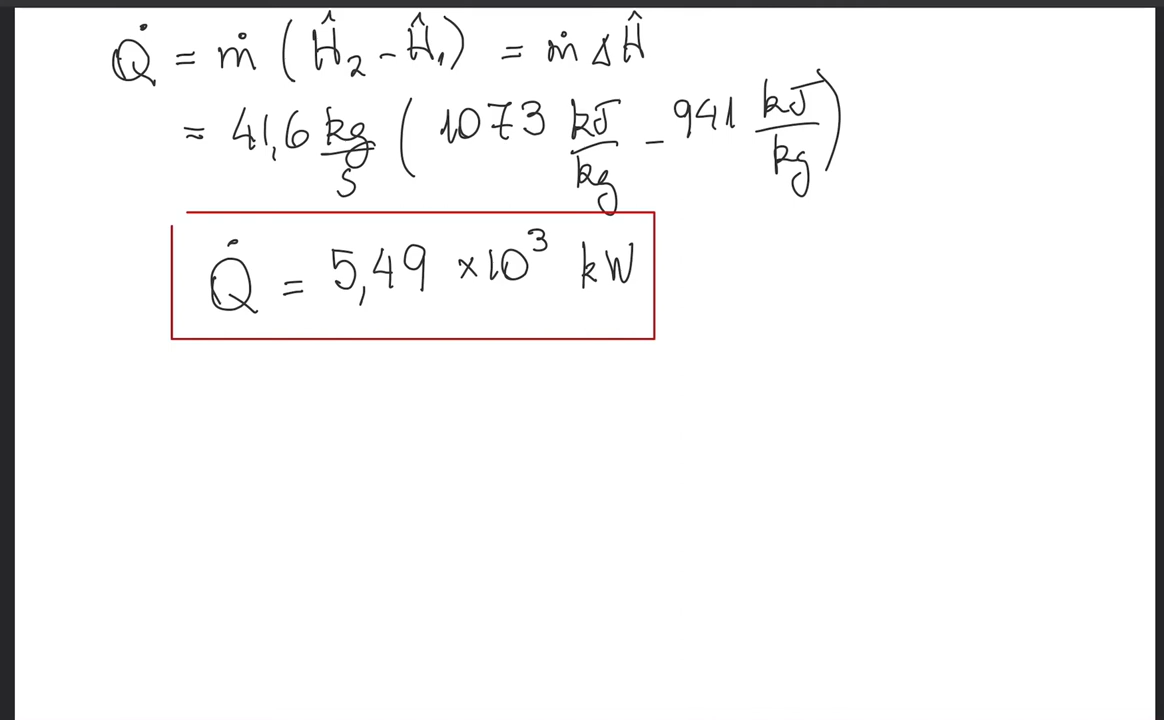 Q̇ = ṁ (Ĥ₂ - Ĥ₁) = ṁ ΔĤ
= 41,6 kg/s (1073 kJ/kg - 941 kJ/kg)
Q̇ = 5,49 ×10³ kW